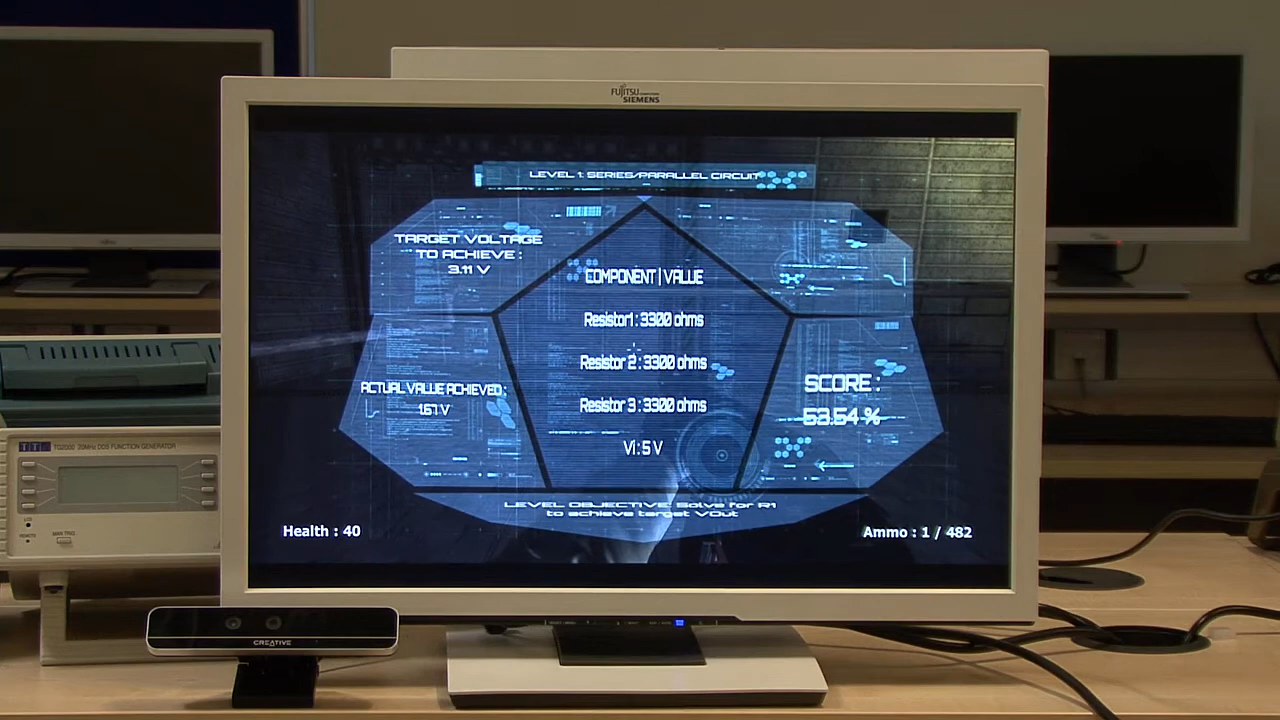 FUJITSU COMPUTERS
SIEMENS
LEVEL 1: SERIES/PARALLEL CIRCUIT
TARGET VOLTAGE
TO ACHIEVE :
3.11 V
COMPONENT | VALUE
Resistor1 : 3300 ohms
Resistor 2 : 3300 ohms
Resistor 3 : 3300 ohms
Vi : 5 V
ACTUAL VALUE ACHIEVED :
1.67 V
SCORE :
53.54 %
LEVEL OBJECTIVE: Solve for R1
to achieve target VOut
Health : 40
Ammo : 1 / 482
TG2000 20MHz DDS FUNCTION GENERATOR
CREATIVE